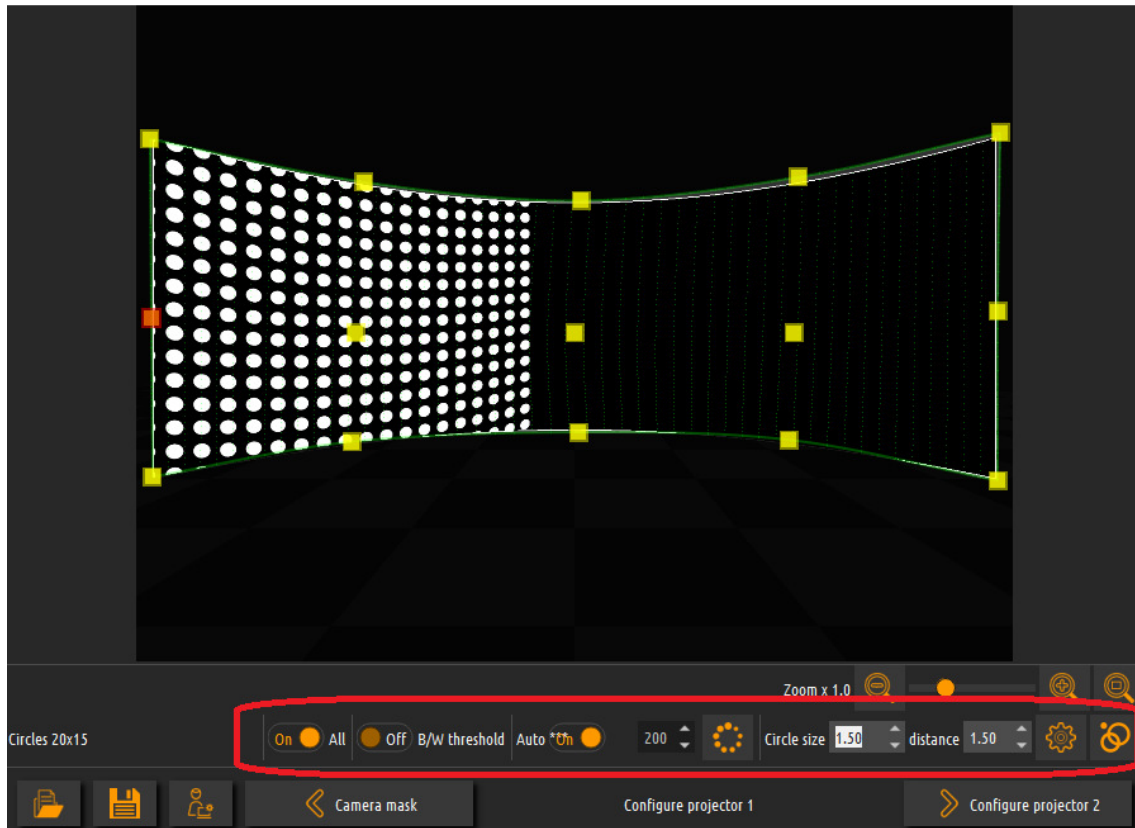 Zoom x 1.0
Circles 20x15 On All Off B/W threshold Auto *** On 200 Circle size 1.50 distance 1.50
Camera mask Configure projector 1 Configure projector 2